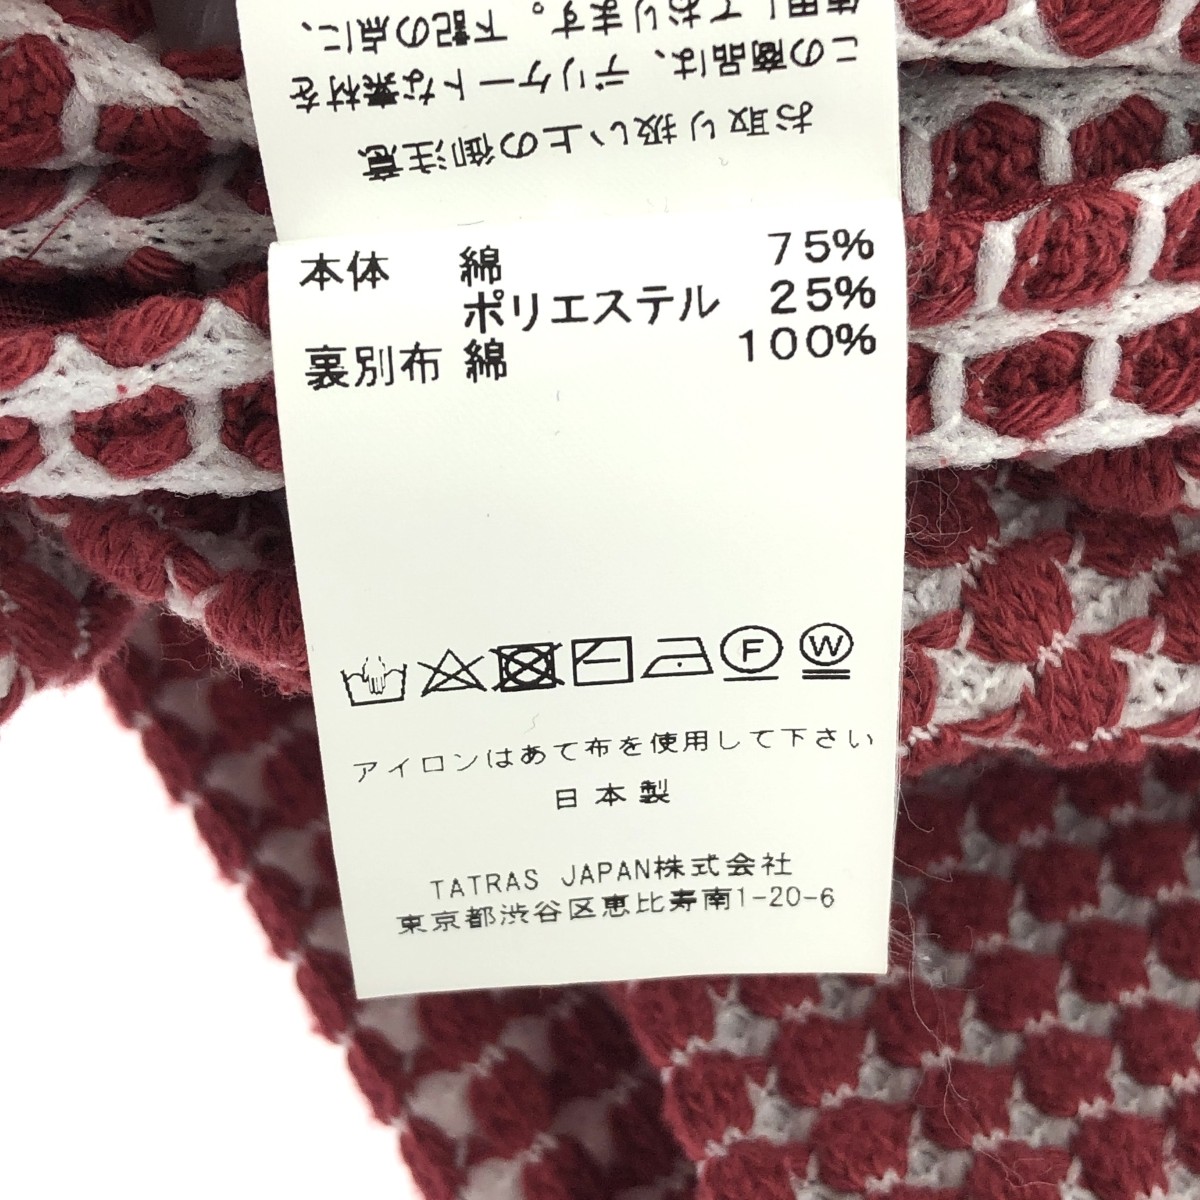 お取り扱い上の御注意
この商品は、デリケートな素材を
使用しております。下記の点に、
本体 綿 75%
ポリエステル 25%
裏別布 綿 100%
F W
アイロンはあて布を使用して下さい
日本製
TATRAS JAPAN株式会社
東京都渋谷区恵比寿南1-20-6